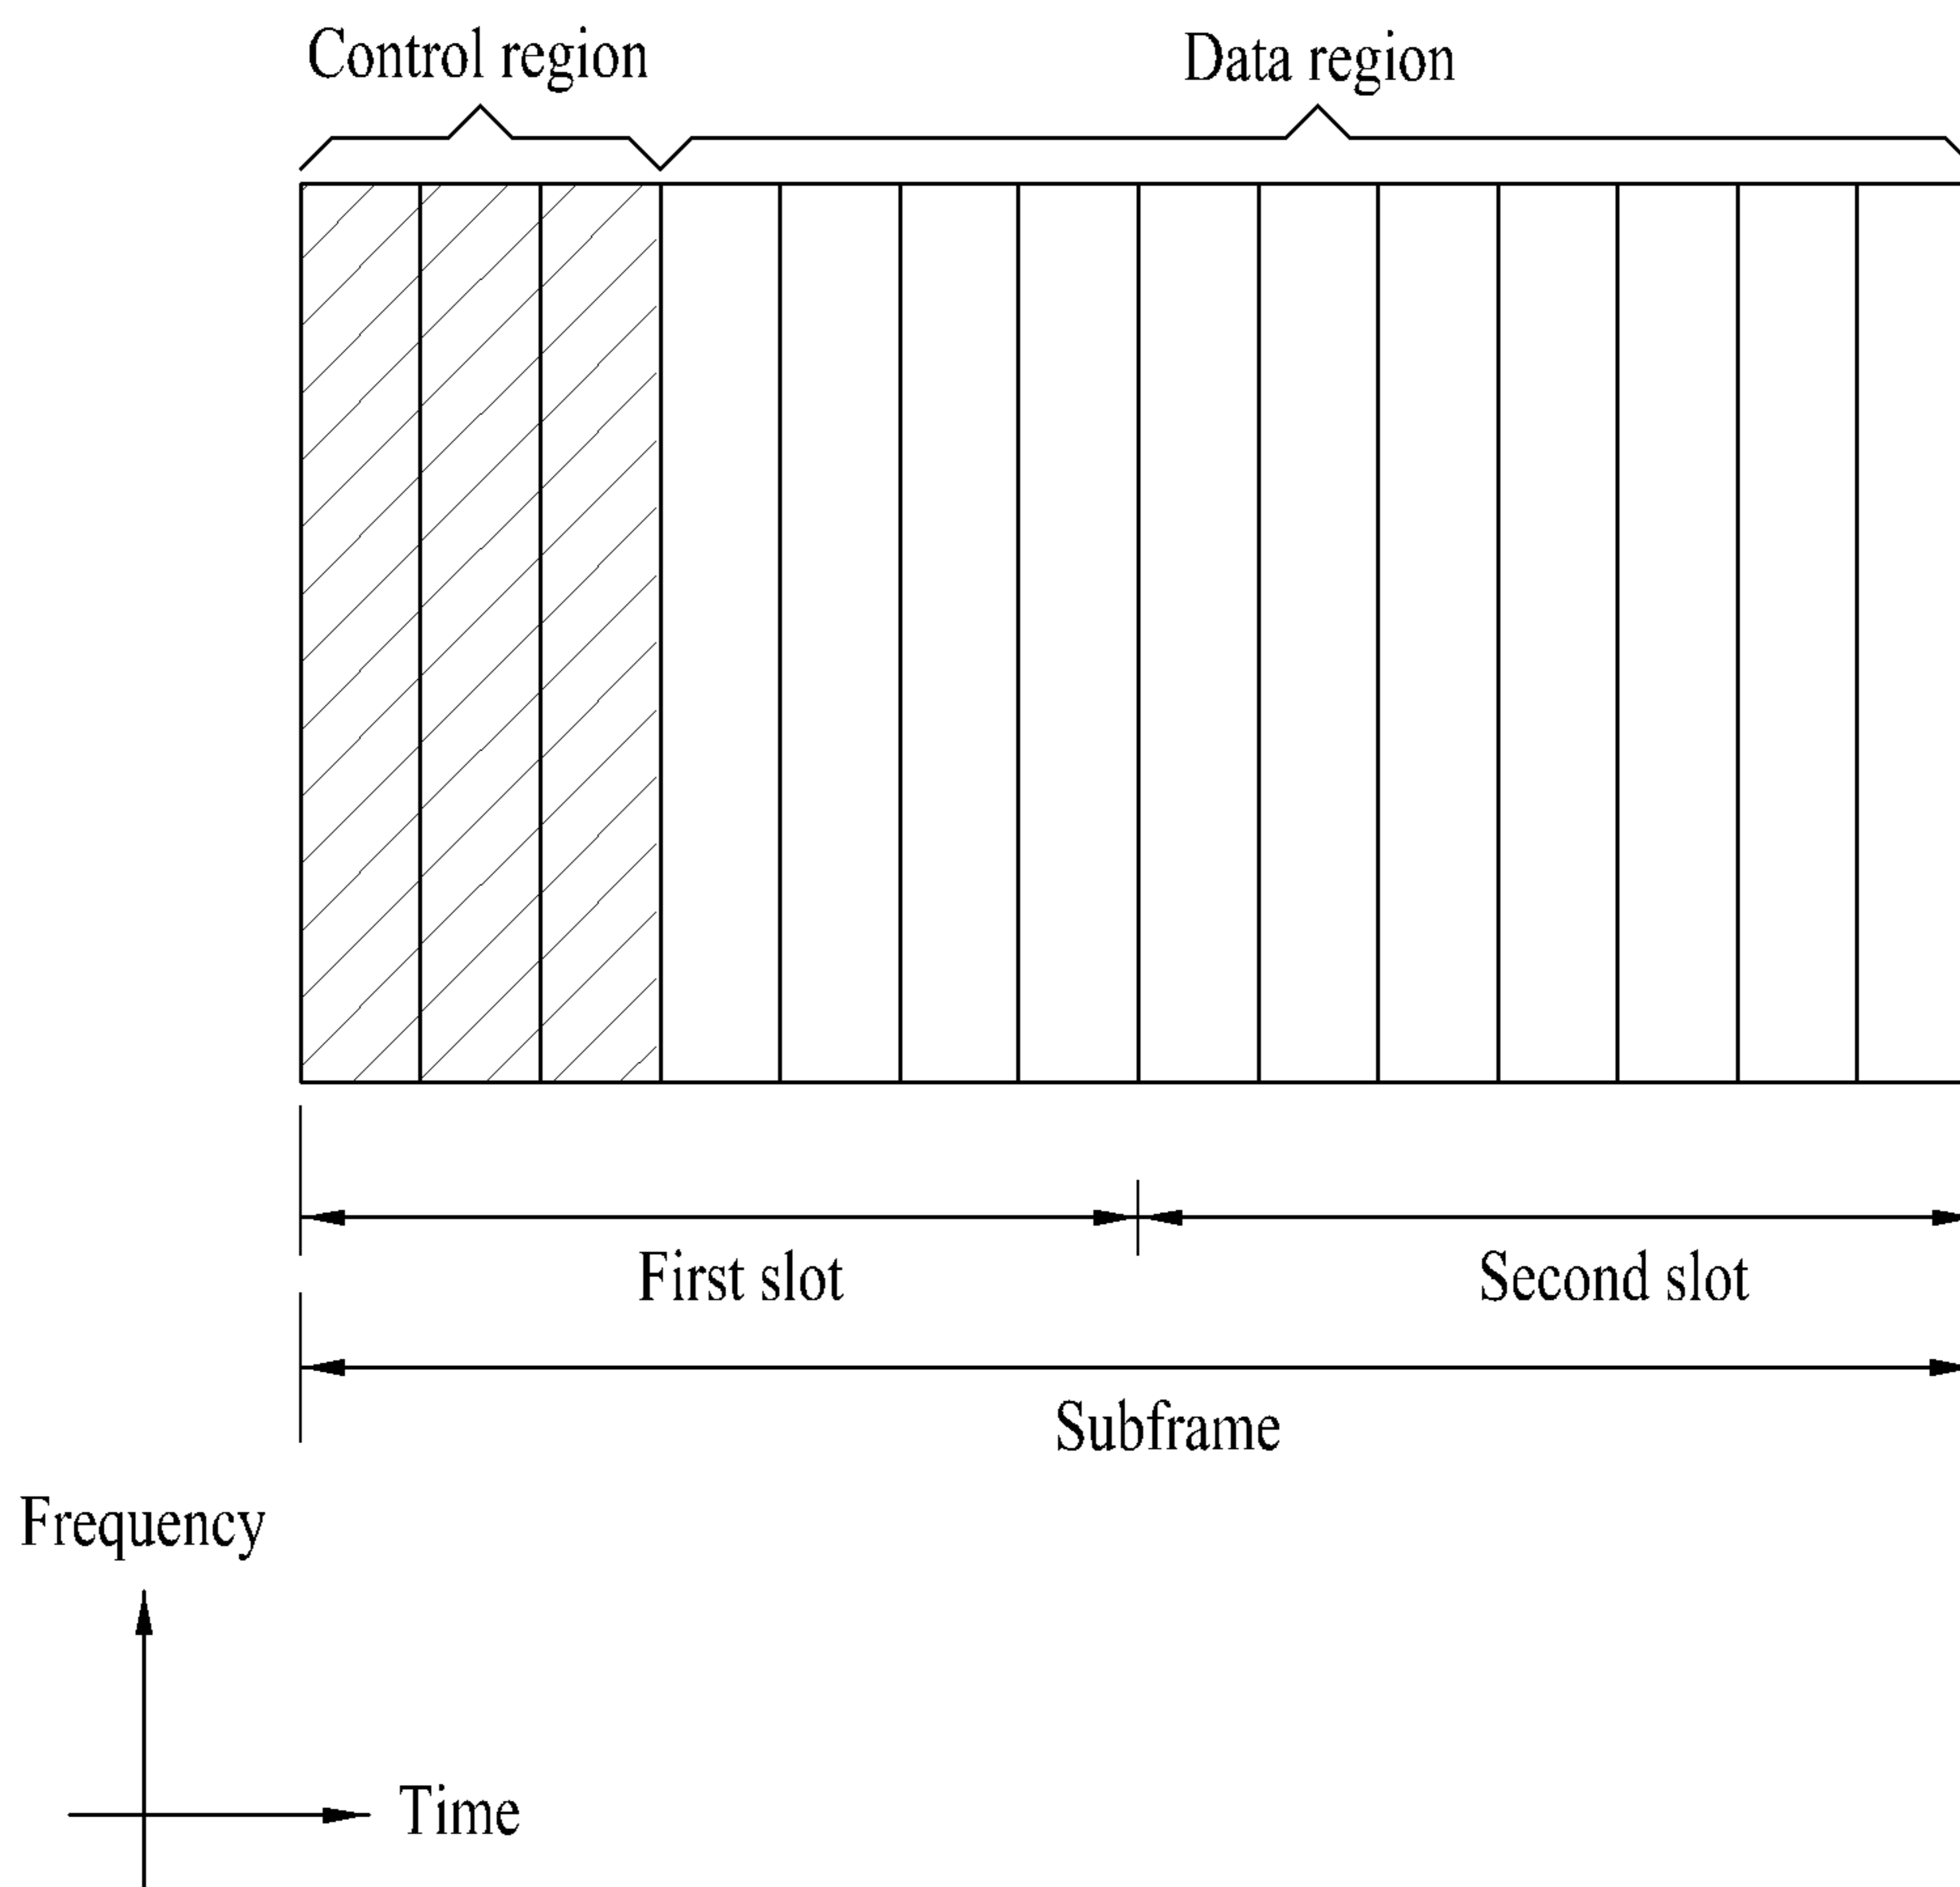 Control region
Data region
First slot
Second slot
Subframe
Frequency
Time